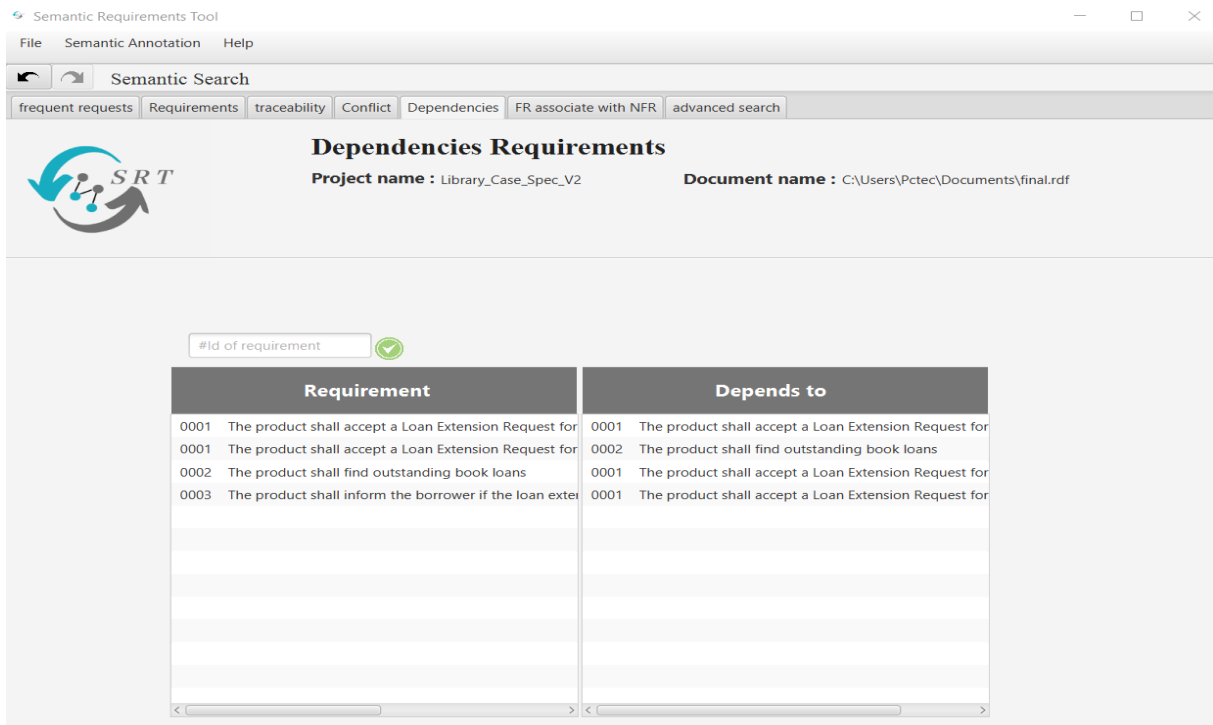 Semantic Requirements Tool
File Semantic Annotation Help
Semantic Search
frequent requests Requirements traceability Conflict Dependencies FR associate with NFR advanced search
SRT
Dependencies Requirements
Project name : Library_Case_Spec_V2 Document name : C:\Users\Pctec\Documents\final.rdf
#Id of requirement
Requirement Depends to
0001 The product shall accept a Loan Extension Request for 0001 The product shall accept a Loan Extension Request for
0001 The product shall accept a Loan Extension Request for 0002 The product shall find outstanding book loans
0002 The product shall find outstanding book loans 0001 The product shall accept a Loan Extension Request for
0003 The product shall inform the borrower if the loan exte 0001 The product shall accept a Loan Extension Request for